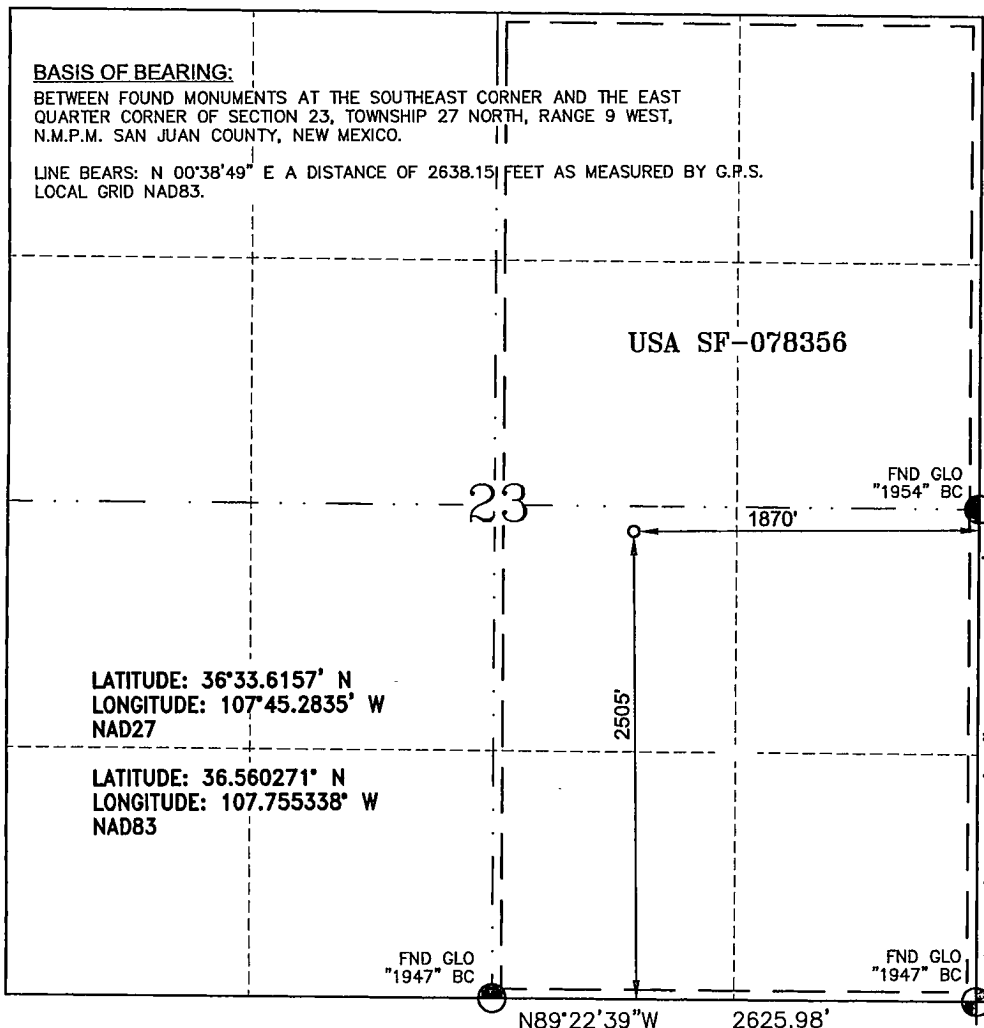 BASIS OF BEARING:
BETWEEN FOUND MONUMENTS AT THE SOUTHEAST CORNER AND THE EAST
QUARTER CORNER OF SECTION 23, TOWNSHIP 27 NORTH, RANGE 9 WEST,
N.M.P.M. SAN JUAN COUNTY, NEW MEXICO.
LINE BEARS: N 00°38'49" E A DISTANCE OF 2638.15 FEET AS MEASURED BY G.P.S.
LOCAL GRID NAD83.
USA SF-078356
FND GLO
"1954" BC
23
1870'
2505'
LATITUDE: 36°33.6157' N
LONGITUDE: 107°45.2835' W
NAD27
LATITUDE: 36.560271° N
LONGITUDE: 107.755338° W
NAD83
FND GLO
"1947" BC
FND GLO
"1947" BC
N89°22'39"W 2625.98'